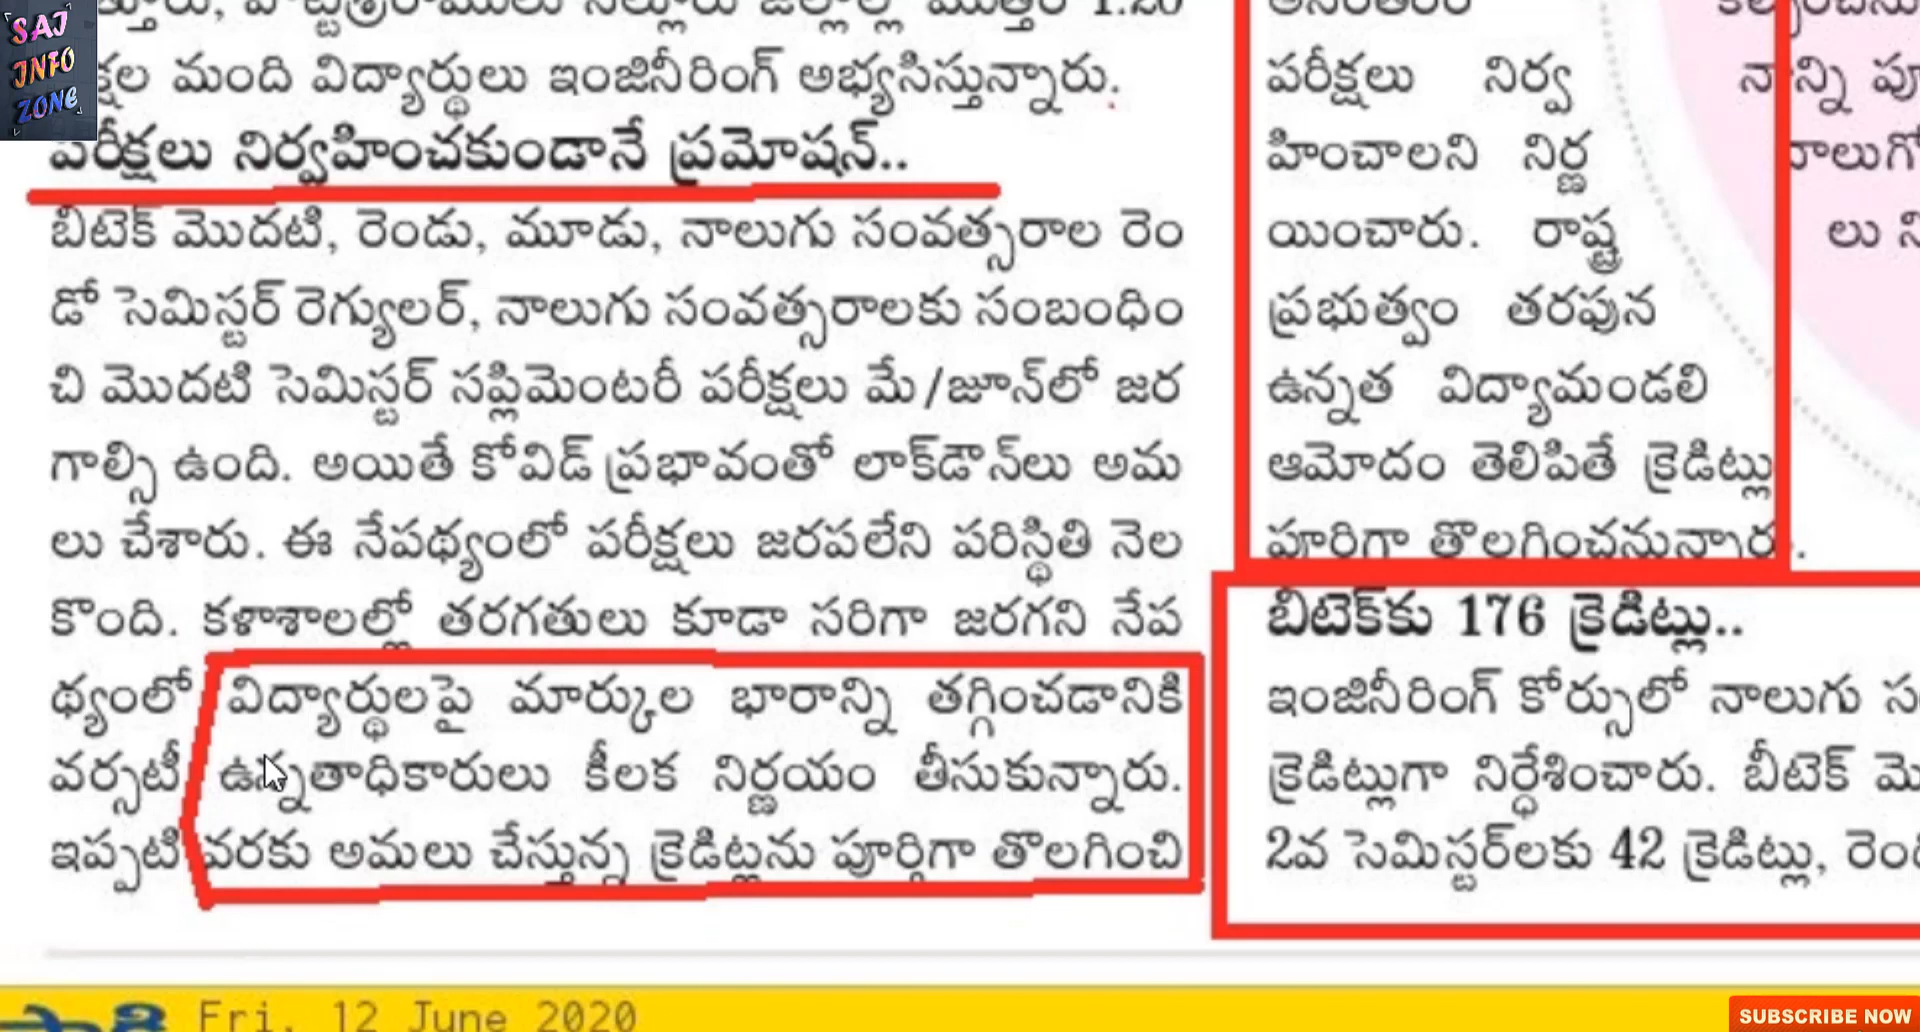 SAJ
INFO
ZONE
మంది విద్యార్థులు ఇంజినీరింగ్ అభ్యసిస్తున్నారు.
పరీక్షలు నిర్వహించకుండానే ప్రమోషన్..
బీటెక్ మొదటి, రెండు, మూడు, నాలుగు సంవత్సరాల రెం
డో సెమిస్టర్ రెగ్యులర్, నాలుగు సంవత్సరాలకు సంబంధిం
చి మొదటి సెమిస్టర్ సప్లిమెంటరీ పరీక్షలు మే/జూన్‌లో జర
గాల్సి ఉంది. అయితే కోవిడ్ ప్రభావంతో లాక్‌డౌన్‌లు అమ
లు చేశారు. ఈ నేపథ్యంలో పరీక్షలు జరపలేని పరిస్థితి నెల
కొంది. కళాశాలల్లో తరగతులు కూడా సరిగా జరగని నేప
థ్యంలో విద్యార్థులపై మార్కుల భారాన్ని తగ్గించడానికి
వర్సటీ ఉన్నతాధికారులు కీలక నిర్ణయం తీసుకున్నారు.
ఇప్పటి వరకు అమలు చేస్తున్న క్రెడిట్లను పూర్తిగా తొలగించి
పరీక్షలు నిర్వ
హించాలని నిర్ణ
యించారు. రాష్ట్ర
ప్రభుత్వం తరఫున
ఉన్నత విద్యామండలి
ఆమోదం తెలిపితే క్రెడిట్లు
పూర్తిగా తొలగించనున్నారు.
బీటెక్‌కు 176 క్రెడిట్లు..
ఇంజినీరింగ్ కోర్సులో నాలుగు
క్రెడిట్లుగా నిర్ధేశించారు. బీటెక్
2వ సెమిస్టర్‌లకు 42 క్రెడిట్లు,
Fri, 12 June 2020
SUBSCRIBE NOW